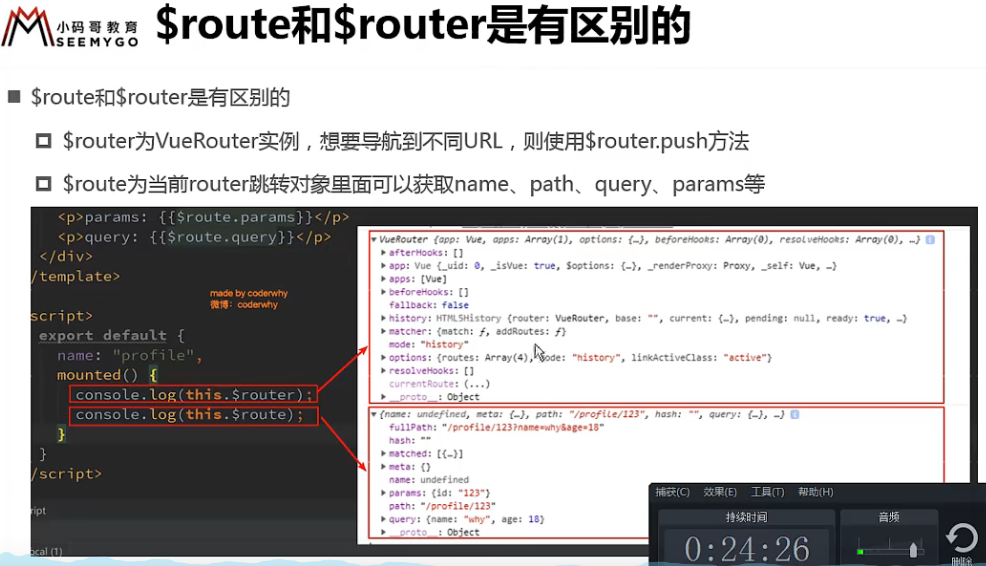 小码哥教育
SEEMYGO
$route和$router是有区别的
$route和$router是有区别的
$router为VueRouter实例，想要导航到不同URL，则使用$router.push方法
$route为当前router跳转对象里面可以获取name、path、query、params等
<p>params: {{$route.params}}</p>
<p>query: {{$route.query}}</p>
</div>
/template>
made by coderwhy
微博：coderwhy
script>
export default {
name: "profile",
mounted() {
console.log(this.$router);
console.log(this.$route);
}
}
/script>
ript
ocal (1)
VueRouter {app: Vue, apps: Array(1), options: {…}, beforeHooks: Array(0), resolveHooks: Array(0), …}
afterHooks: []
app: Vue {_uid: 0, _isVue: true, $options: {…}, _renderProxy: Proxy, _self: Vue, …}
apps: [Vue]
beforeHooks: []
fallback: false
history: HTML5History {router: VueRouter, base: "", current: {…}, pending: null, ready: true, …}
matcher: {match: ƒ, addRoutes: ƒ}
mode: "history"
options: {routes: Array(4), mode: "history", linkActiveClass: "active"}
resolveHooks: []
currentRoute: (...)
__proto__: Object
{name: undefined, meta: {…}, path: "/profile/123", hash: "", query: {…}, …}
fullPath: "/profile/123?name=why&age=18"
hash: ""
matched: [{…}]
meta: {}
name: undefined
params: {id: "123"}
path: "/profile/123"
query: {name: "why", age: 18}
__proto__: Object
捕获(C) 效果(E) 工具(T) 帮助(H)
持续时间
音频
0:24:26
删除